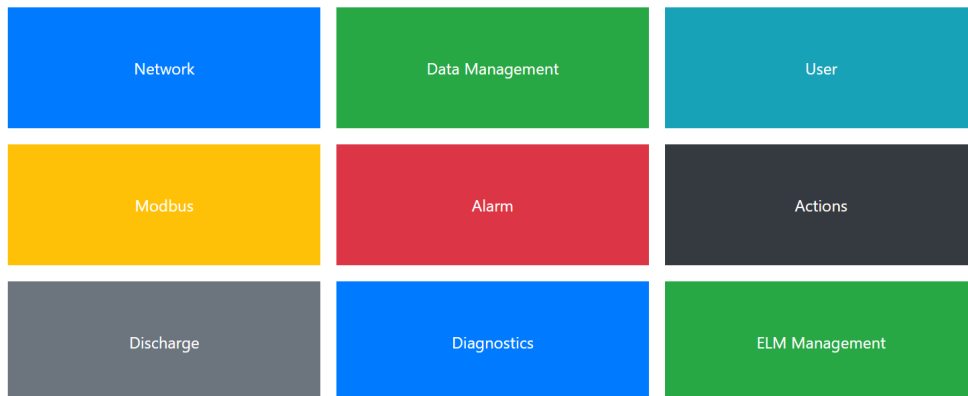 Network
Data Management
User
Modbus
Alarm
Actions
Discharge
Diagnostics
ELM Management